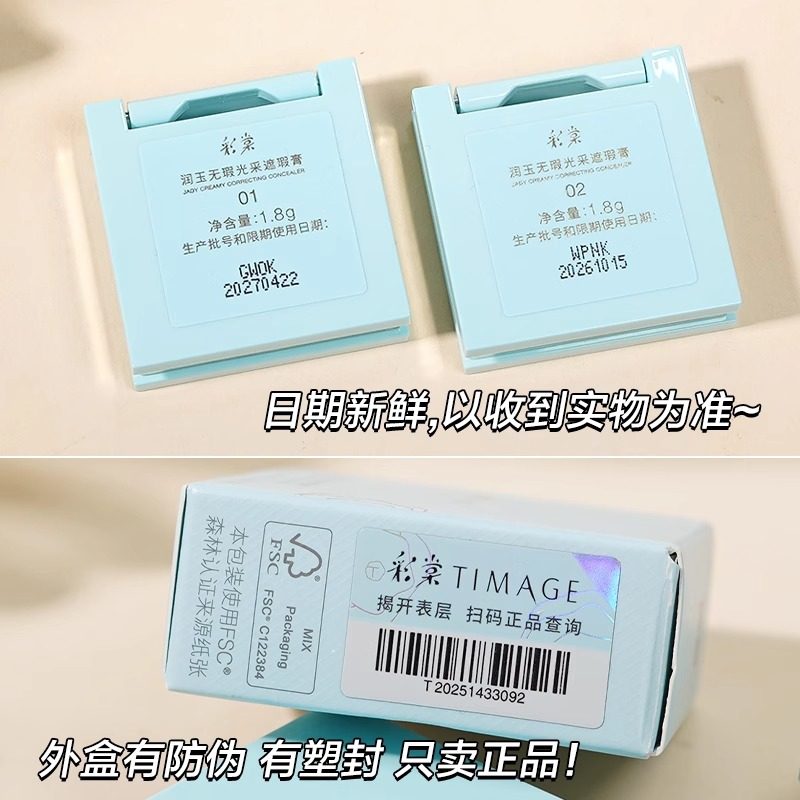 彩棠
润玉无瑕光采遮瑕膏
JADY CREAMY CORRECTING CONCEALER
01
净含量:1.8g
生产批号和限期使用日期:
GWOK
20270422
彩棠
润玉无瑕光采遮瑕膏
JADY CREAMY CORRECTING CONCEALER
02
净含量:1.8g
生产批号和限期使用日期:
WPNK
20261015
日期新鲜,以收到实物为准~
本包装使用FSC®
森林认证来源纸张
FSC
MIX
Packaging
FSC® C122384
彩棠 TIMAGE
揭开表层 扫码正品查询
T20251433092
外盒有防伪 有塑封 只卖正品!